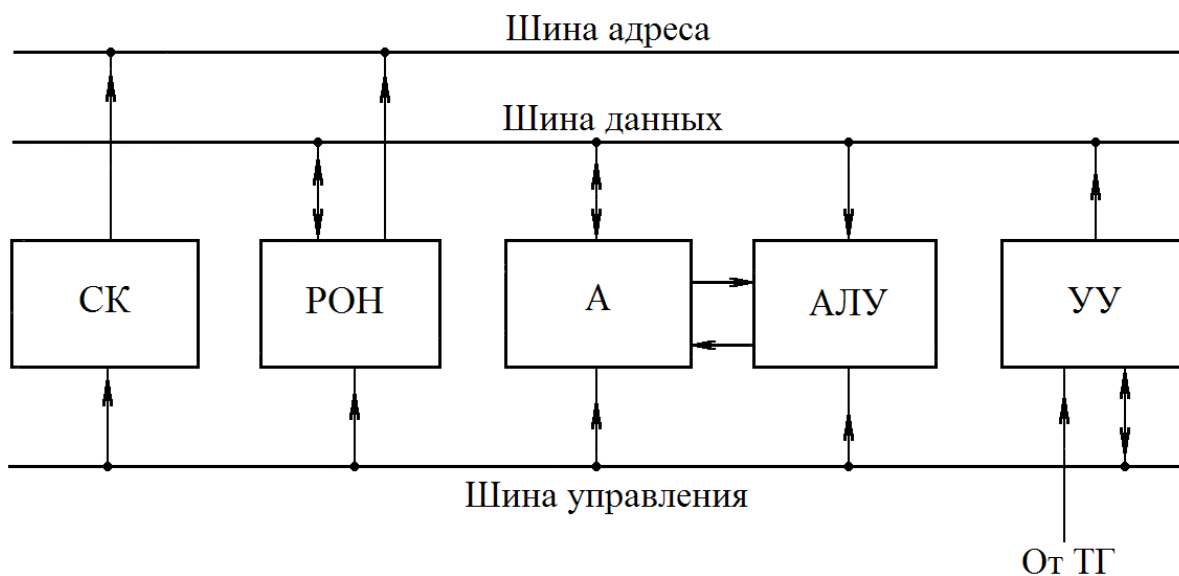 Шина адреса
Шина данных
СК
РОН
А
АЛУ
УУ
Шина управления
От ТГ